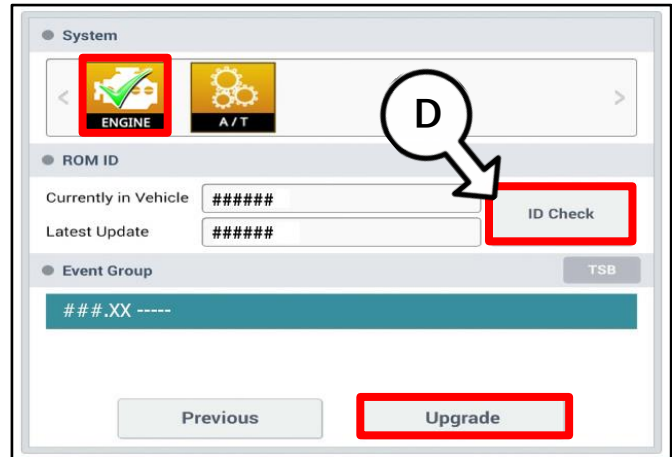 System
<
ENGINE
A/T
>
D
ROM ID
Currently in Vehicle ######
ID Check
Latest Update ######
Event Group TSB
###.XX -----
Previous Upgrade